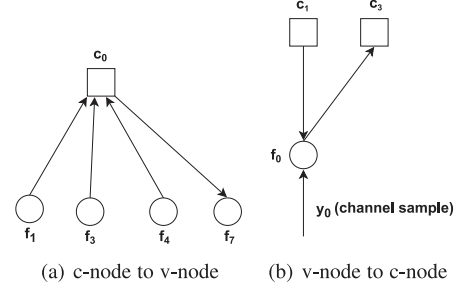 c₀
f₁ f₃ f₄ f₇
(a) c-node to v-node
c₁ c₃
f₀
y₀ (channel sample)
(b) v-node to c-node